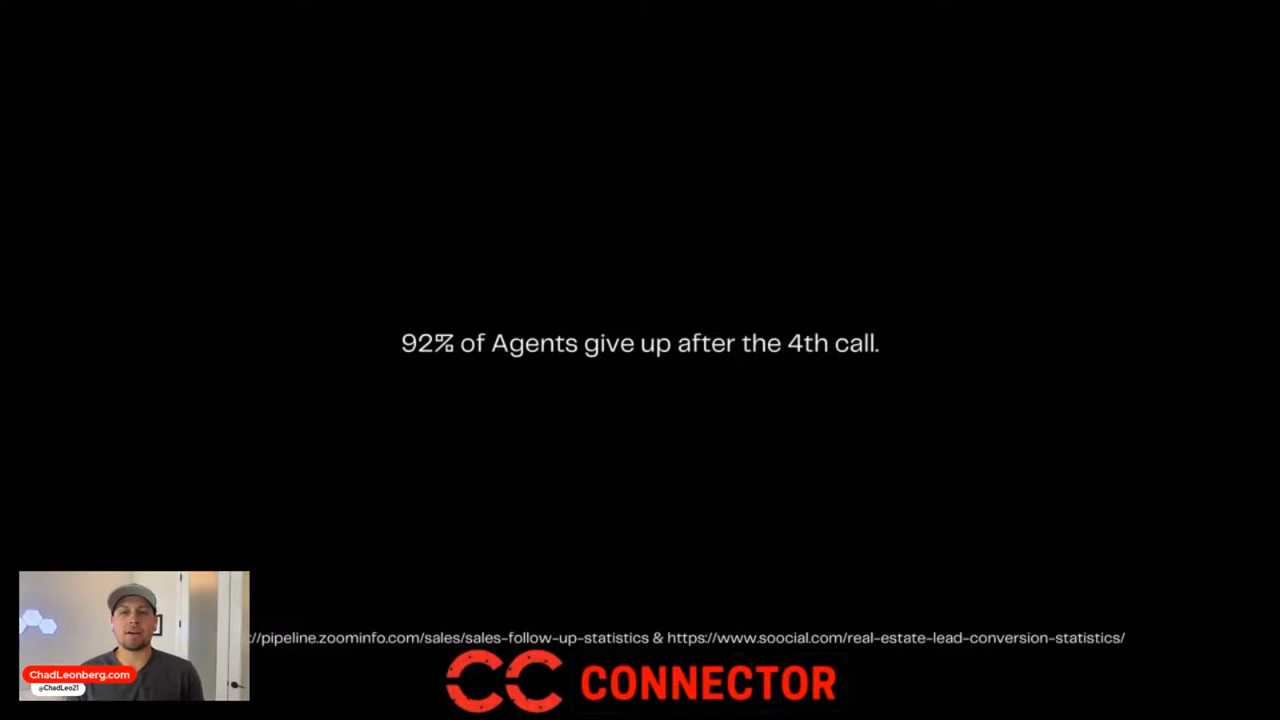 92% of Agents give up after the 4th call.
://pipeline.zoominfo.com/sales/sales-follow-up-statistics & https://www.soocial.com/real-estate-lead-conversion-statistics/
ChadLeonberg.com
@ChadLeo21
CC CONNECTOR